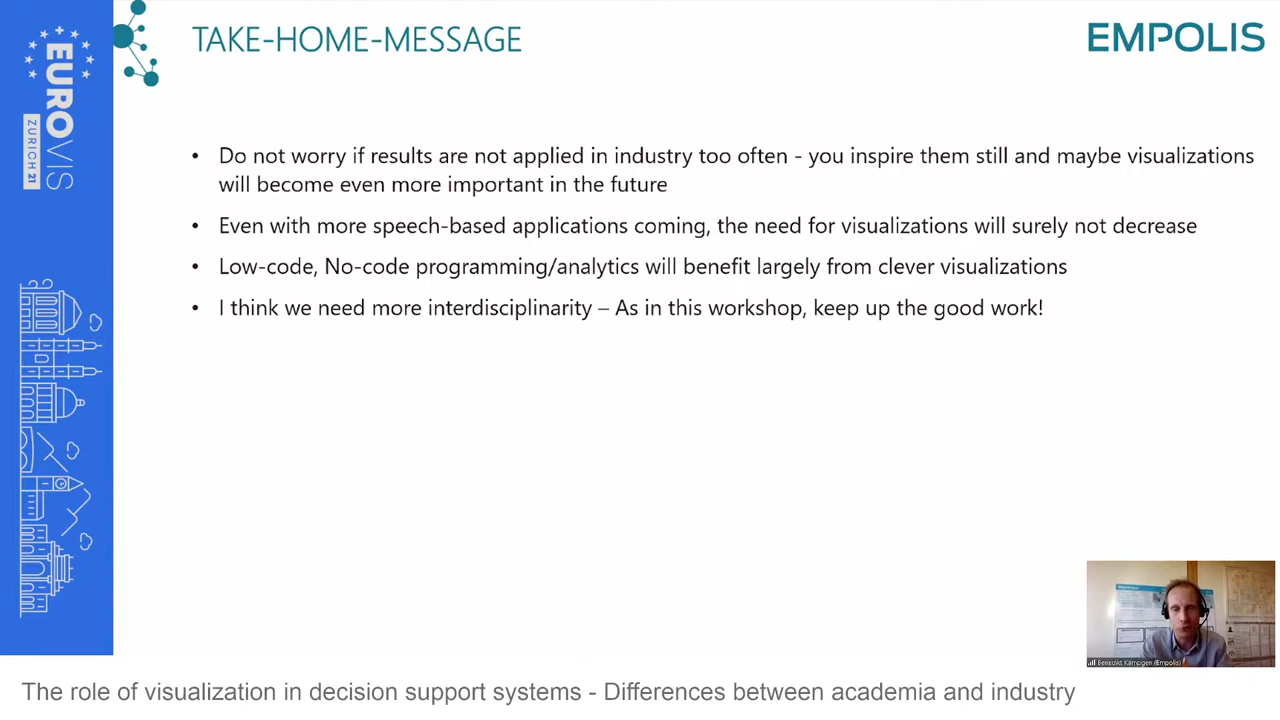 TAKE-HOME-MESSAGE
EMPOLIS
EUROVIS
ZURICH 21
• Do not worry if results are not applied in industry too often - you inspire them still and maybe visualizations
will become even more important in the future
• Even with more speech-based applications coming, the need for visualizations will surely not decrease
• Low-code, No-code programming/analytics will benefit largely from clever visualizations
• I think we need more interdisciplinarity – As in this workshop, keep up the good work!
Benedikt Kämpgen (Empolis)
The role of visualization in decision support systems - Differences between academia and industry